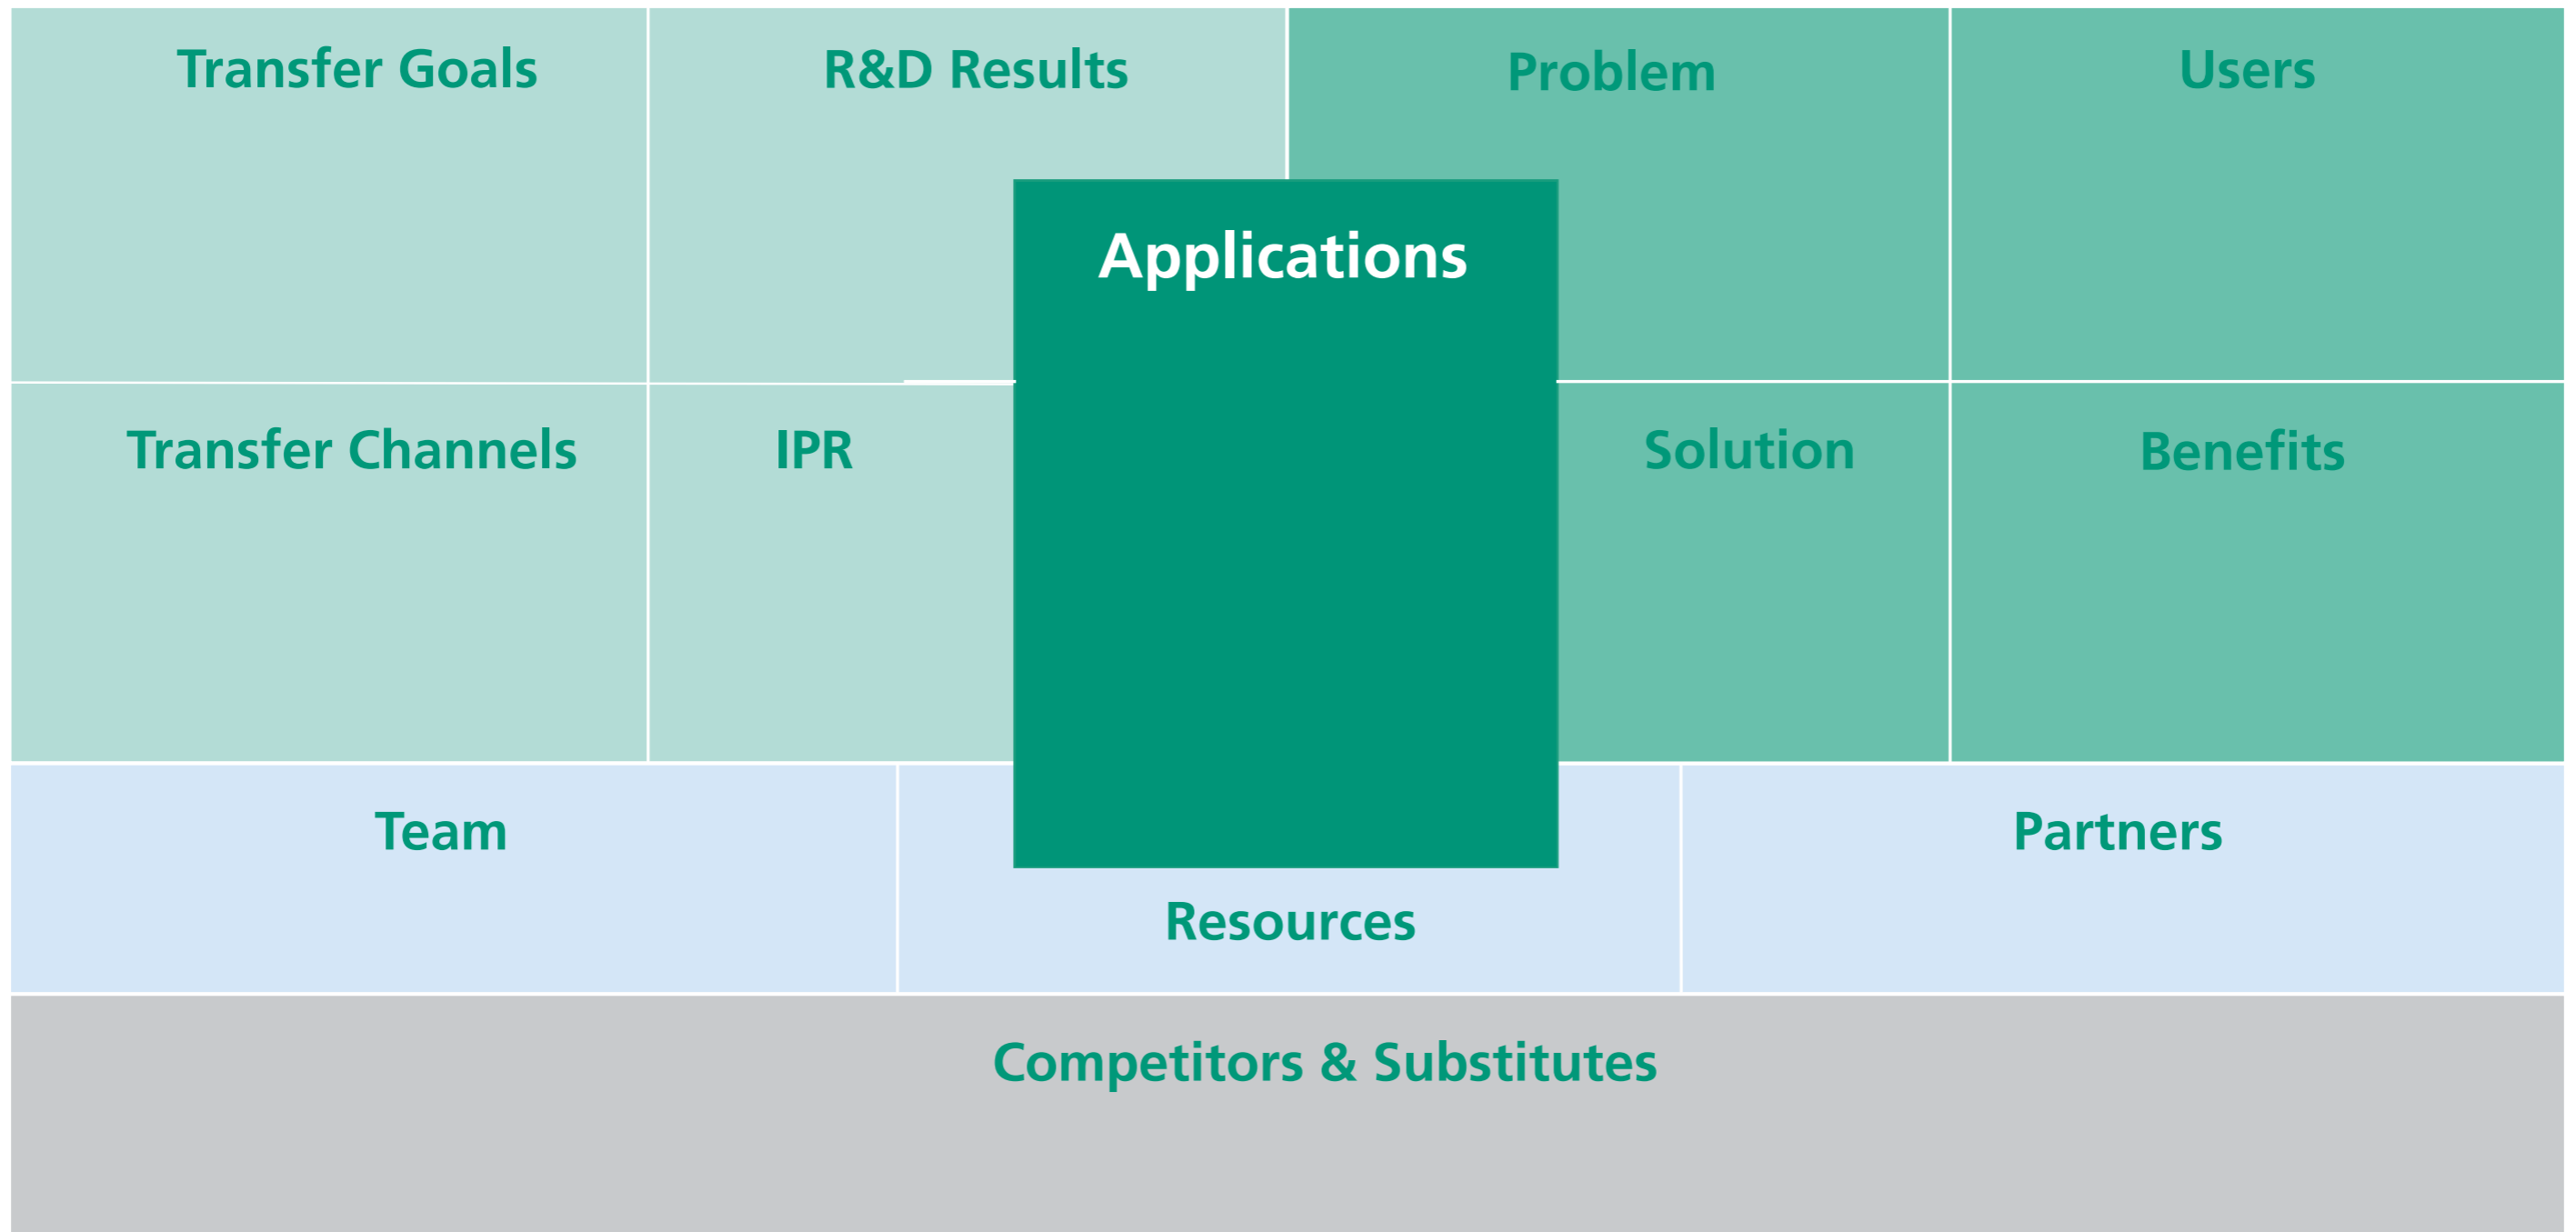 Transfer Goals
R&D Results
Problem
Users
Applications
Transfer Channels
IPR
Solution
Benefits
Team
Resources
Partners
Competitors & Substitutes